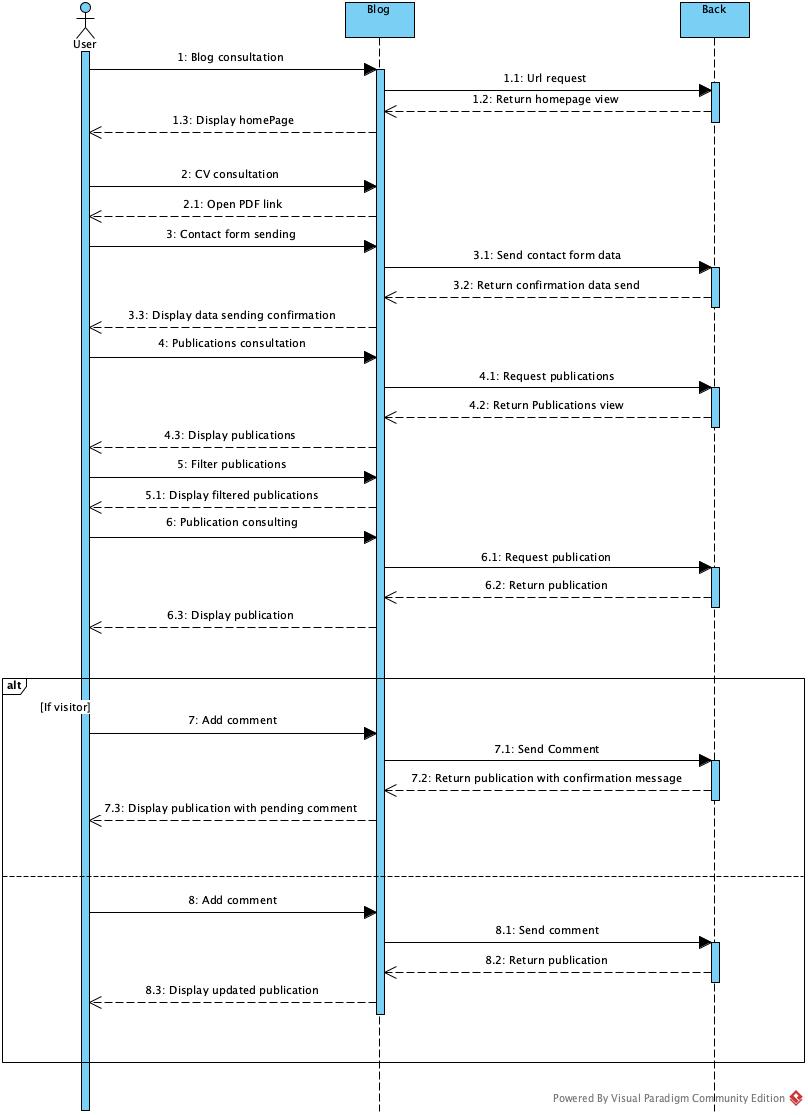 Blog
Back
User
1: Blog consultation
1.1: Url request
1.2: Return homepage view
1.3: Display homePage
2: CV consultation
2.1: Open PDF link
3: Contact form sending
3.1: Send contact form data
3.2: Return confirmation data send
3.3: Display data sending confirmation
4: Publications consultation
4.1: Request publications
4.2: Return Publications view
4.3: Display publications
5: Filter publications
5.1: Display filtered publications
6: Publication consulting
6.1: Request publication
6.2: Return publication
6.3: Display publication
alt
[If visitor]
7: Add comment
7.1: Send Comment
7.2: Return publication with confirmation message
7.3: Display publication with pending comment
8: Add comment
8.1: Send comment
8.2: Return publication
8.3: Display updated publication
Powered By Visual Paradigm Community Edition